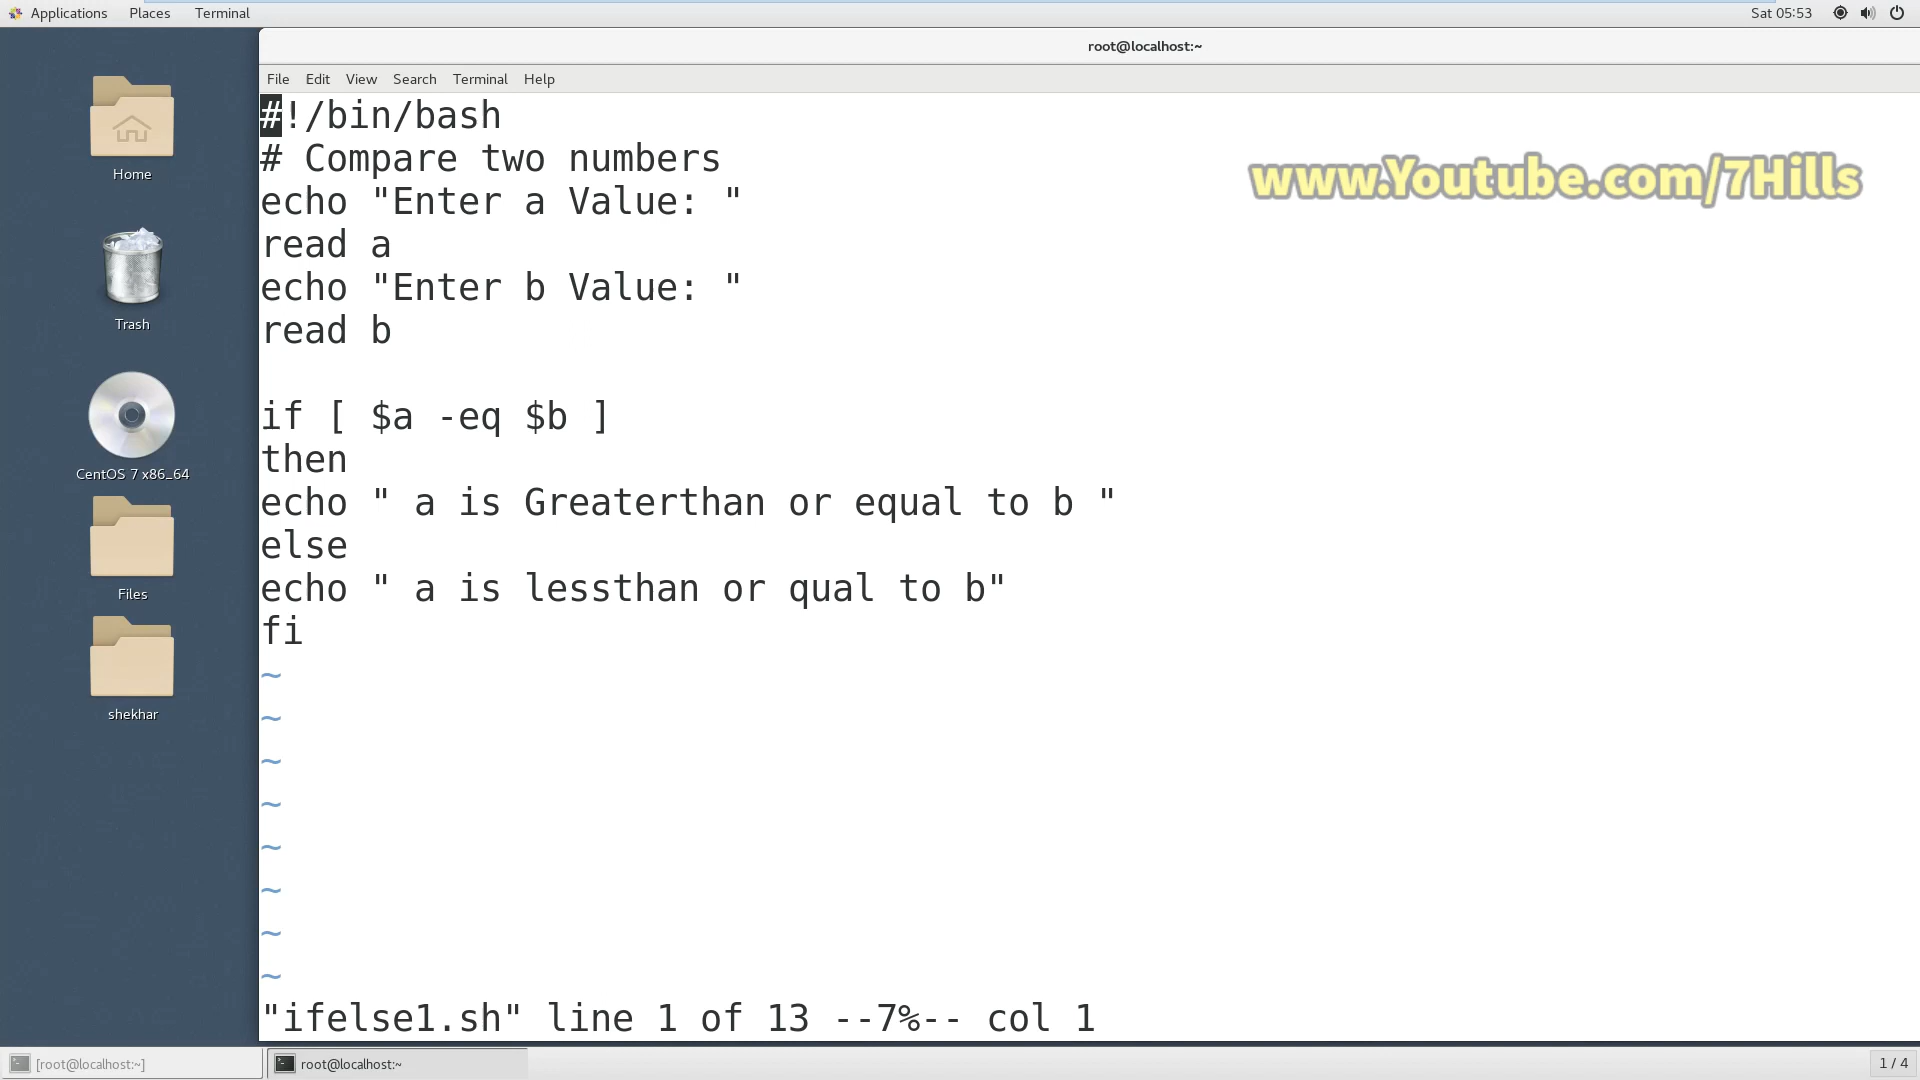 Applications Places Terminal Sat 05:53
root@localhost:~
File Edit View Search Terminal Help
#!/bin/bash
# Compare two numbers
echo "Enter a Value: "
read a
echo "Enter b Value: "
read b
if [ $a -eq $b ]
then
echo " a is Greaterthan or equal to b "
else
echo " a is lessthan or qual to b"
fi
~
~
~
~
~
~
~
~
"ifelse1.sh" line 1 of 13 --7%-- col 1
www.Youtube.com/7Hills
Home
Trash
CentOS 7 x86_64
Files
shekhar
[root@localhost:~] root@localhost:~ 1 / 4